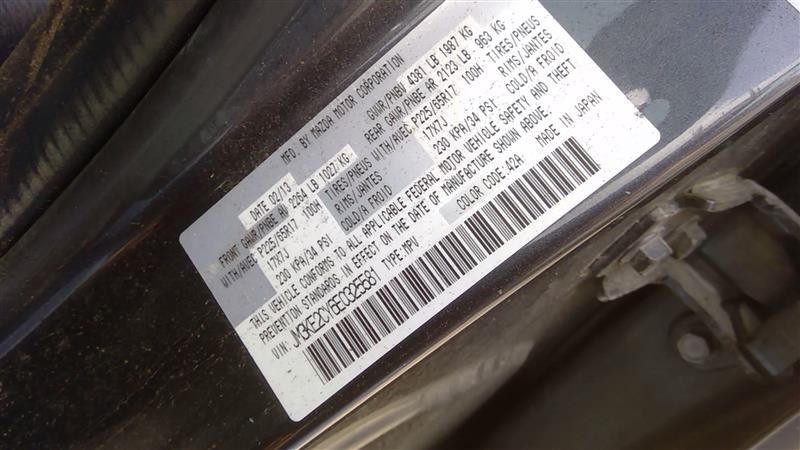 MFD. BY MAZDA MOTOR CORPORATION
DATE 02/13 GVWR/PNBV 4381 LB 1987 KG
FRONT GAWR/PNBE AV 2264 LB 1027 KG REAR GAWR/PNBE AR 2123 LB 963 KG
WITH/AVEC P225/65R17 100H TIRES/PNEUS WITH/AVEC P225/65R17 100H TIRES/PNEUS
17X7J RIMS/JANTES 17X7J RIMS/JANTES
230 KPA/34 PSI COLD/A FROID 230 KPA/34 PSI COLD/A FROID
THIS VEHICLE CONFORMS TO ALL APPLICABLE FEDERAL MOTOR VEHICLE SAFETY AND THEFT
PREVENTION STANDARDS IN EFFECT ON THE DATE OF MANUFACTURE SHOWN ABOVE.
VIN: JM3KE2CY6E0325581 TYPE:MPV COLOR CODE:42A MADE IN JAPAN